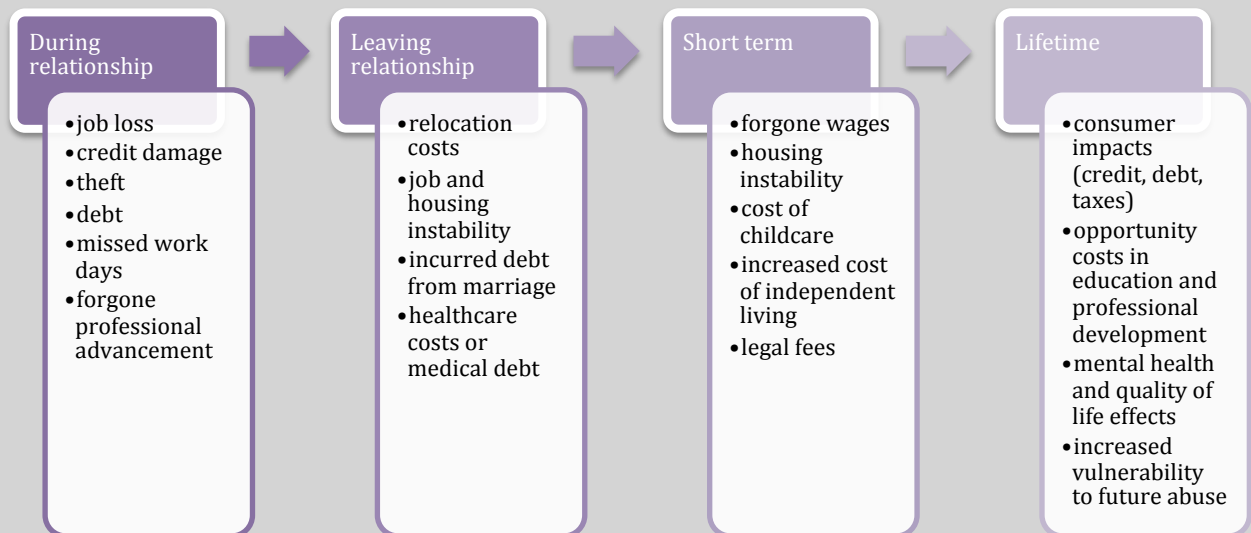 During
relationship
•job loss
•credit damage
•theft
•debt
•missed work
days
•forgone
professional
advancement
Leaving
relationship
•relocation
costs
•job and
housing
instability
•incurred debt
from marriage
•healthcare
costs or
medical debt
Short term
•forgone wages
•housing
instability
•cost of
childcare
•increased cost
of independent
living
•legal fees
Lifetime
•consumer
impacts
(credit, debt,
taxes)
•opportunity
costs in
education and
professional
development
•mental health
and quality of
life effects
•increased
vulnerability
to future abuse